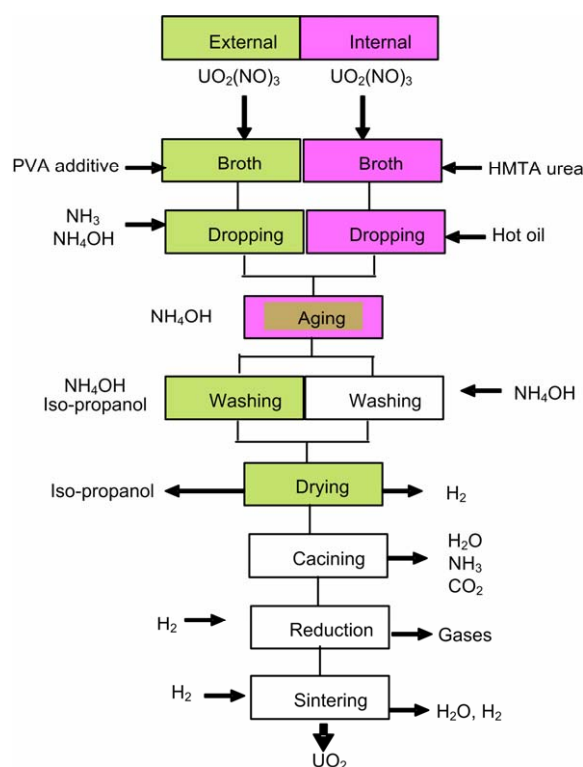 External Internal
UO₂(NO)₃ UO₂(NO)₃
PVA additive Broth Broth HMTA urea
NH₃
NH₄OH Dropping Dropping Hot oil
NH₄OH Aging
NH₄OH
Iso-propanol Washing Washing NH₄OH
Iso-propanol Drying H₂
Cacining H₂O
NH₃
CO₂
H₂ Reduction Gases
H₂ Sintering H₂O, H₂
UO₂